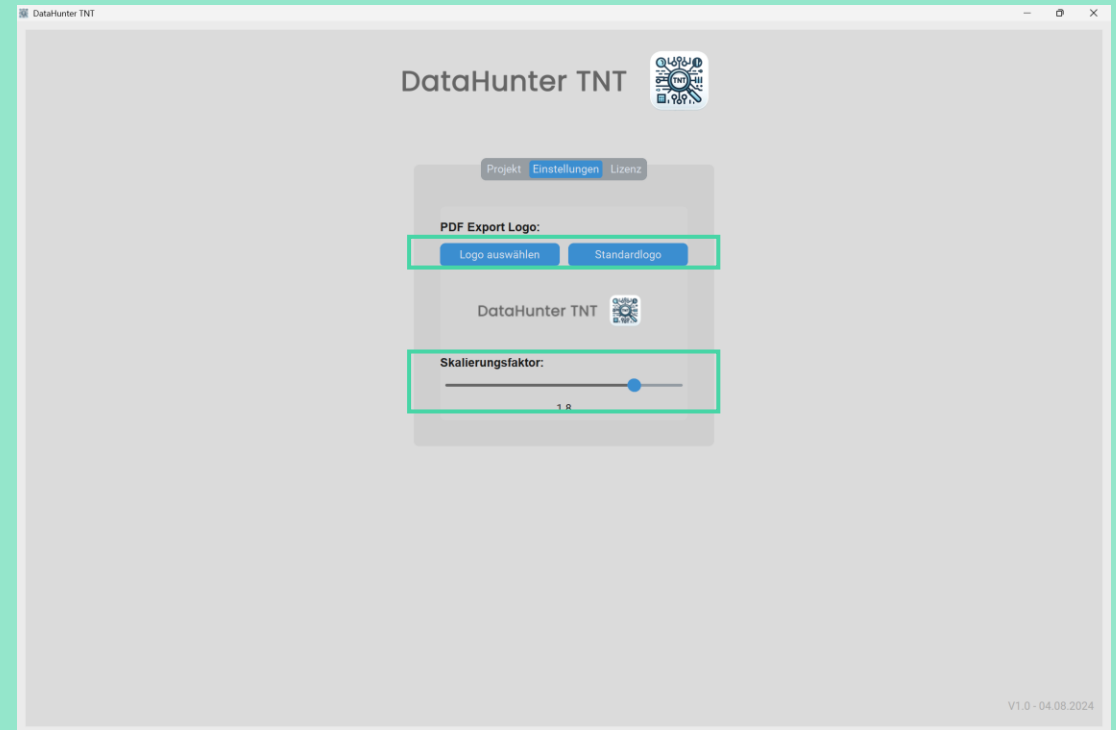 DataHunter TNT
DataHunter TNT
TNT
Projekt Einstellungen Lizenz
PDF Export Logo:
Logo auswählen Standardlogo
DataHunter TNT
Skalierungsfaktor:
1.8
V1.0 - 04.08.2024